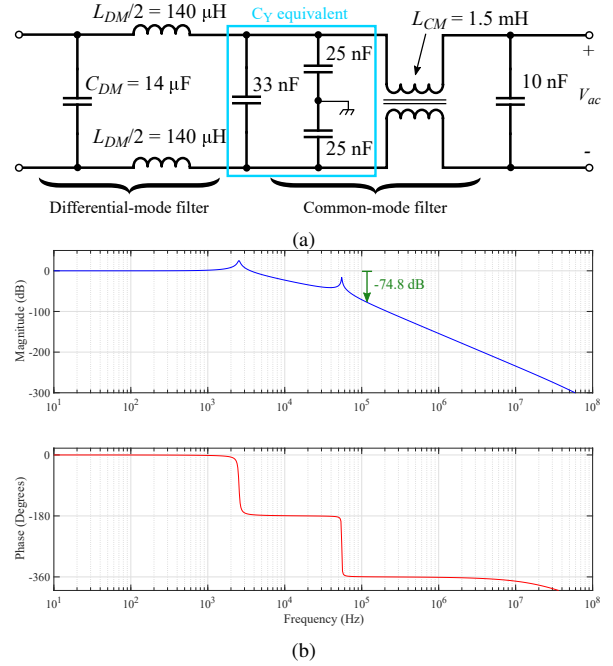 L_DM/2 = 140 μH
C_Y equivalent
L_CM = 1.5 mH
25 nF
+
C_DM = 14 μF
33 nF
10 nF
V_ac
L_DM/2 = 140 μH
25 nF
-
Differential-mode filter
Common-mode filter
(a)
Magnitude (dB)
0
-100
-200
-300
-74.8 dB
10^1 10^2 10^3 10^4 10^5 10^6 10^7 10^8
Phase (Degrees)
0
-180
-360
10^1 10^2 10^3 10^4 10^5 10^6 10^7 10^8
Frequency (Hz)
(b)